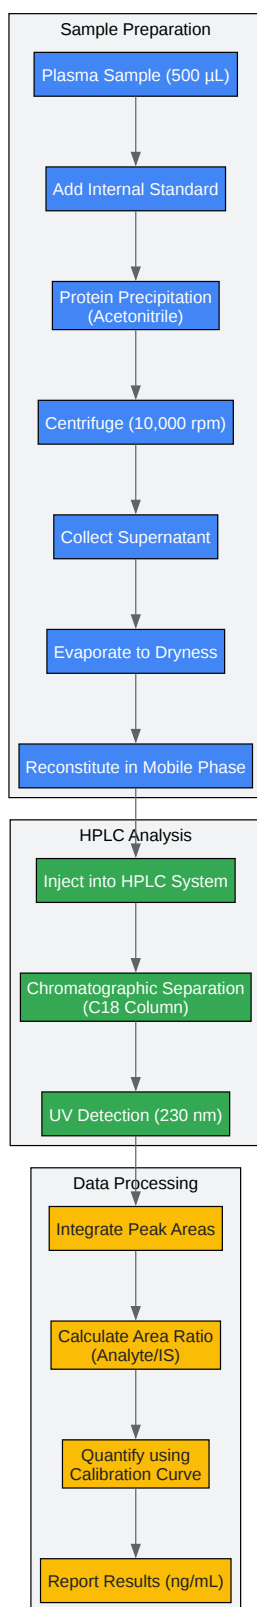 Sample Preparation
Plasma Sample (500 µL)
Add Internal Standard
Protein Precipitation
(Acetonitrile)
Centrifuge (10,000 rpm)
Collect Supernatant
Evaporate to Dryness
Reconstitute in Mobile Phase
HPLC Analysis
Inject into HPLC System
Chromatographic Separation
(C18 Column)
UV Detection (230 nm)
Data Processing
Integrate Peak Areas
Calculate Area Ratio
(Analyte/IS)
Quantify using
Calibration Curve
Report Results (ng/mL)